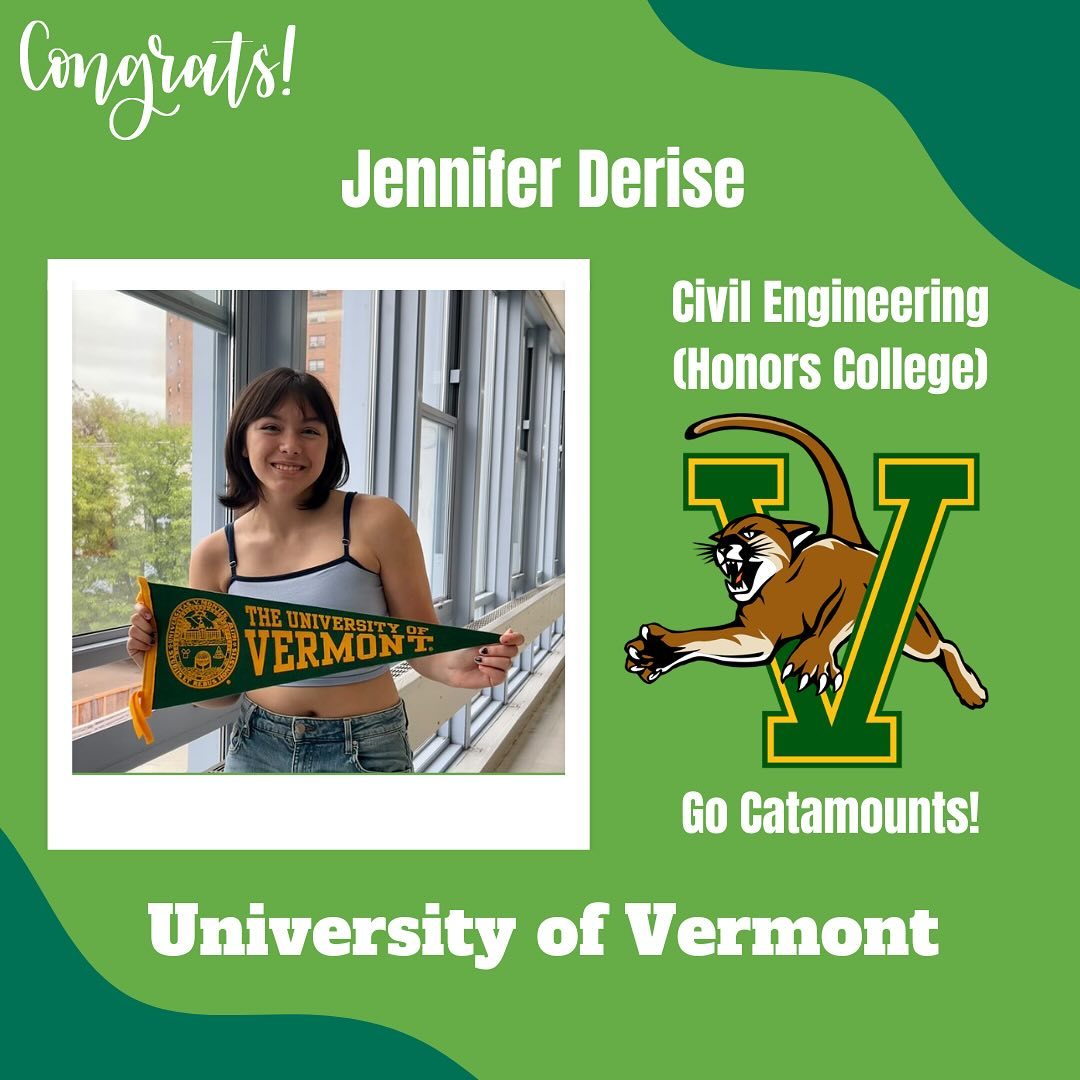 Congrats!
Jennifer Derise
Civil Engineering
(Honors College)
THE UNIVERSITY OF
VERMONT.
V
Go Catamounts!
University of Vermont